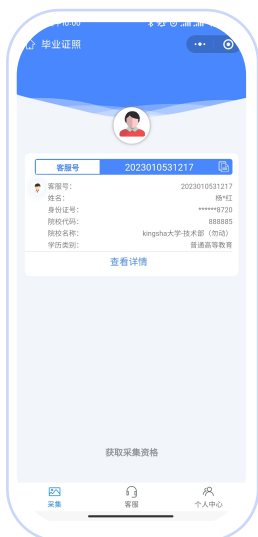 毕业证照
客服号 2023010531217
客服号: 2023010531217
姓名: 杨*红
身份证号: ******8720
院校代码: 888885
院校名称: kingsha大学-技术部（勿动）
学历类别: 普通高等教育
查看详情
获取采集资格
采集 客服 个人中心